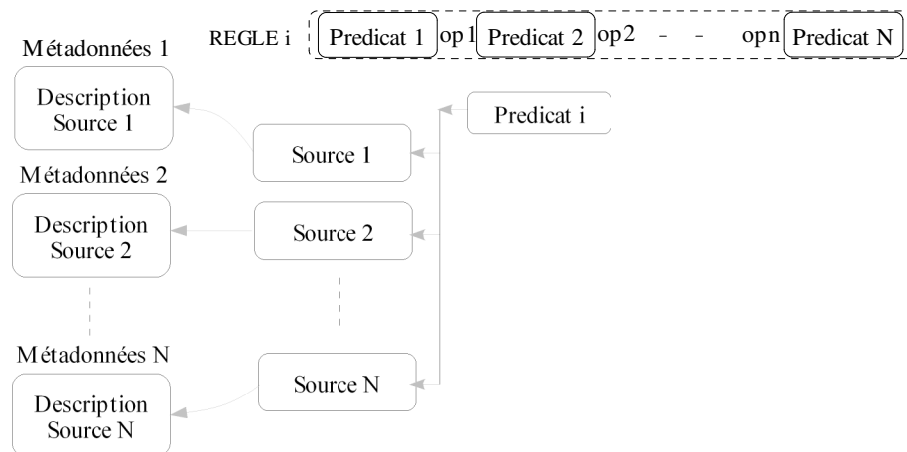 REGLE i Predicat 1 op1 Predicat 2 op2 - - opn Predicat N
Métadonnées 1
Description
Source 1
Predicat i
Source 1
Métadonnées 2
Description
Source 2
Source 2
Métadonnées N
Description
Source N
Source N